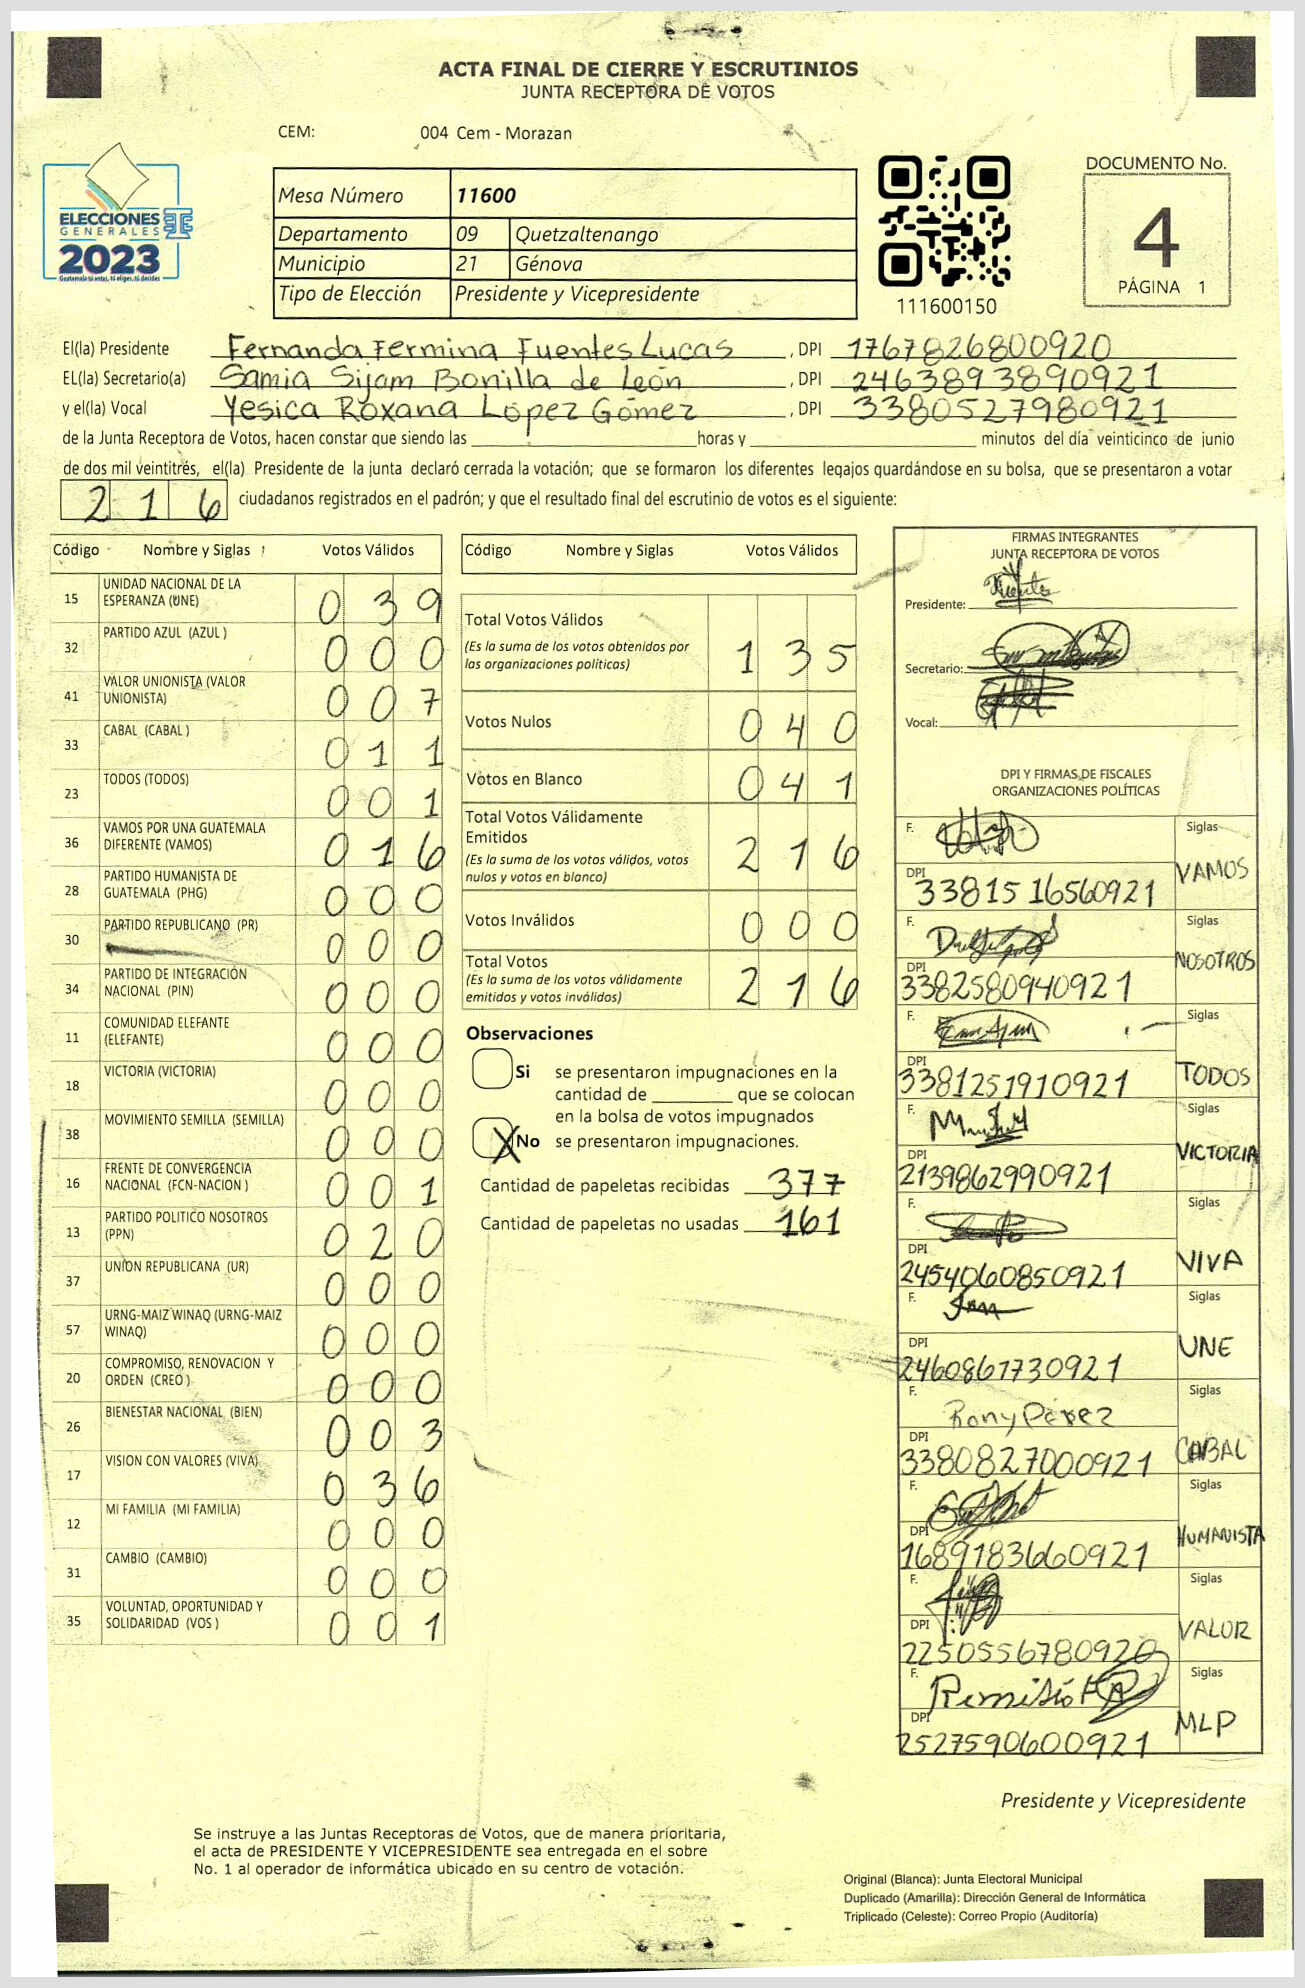 ACTA FINAL DE CIERRE Y ESCRUTINIOS
JUNTA RECEPTORA DE VOTOS
CEM: 004 Cem - Morazan
ELECCIONES
GENERALES
2023
Guatemala tú votas, tú eliges, tú decides
Mesa Número 11600
Departamento 09 Quetzaltenango
Municipio 21 Génova
Tipo de Elección Presidente y Vicepresidente
111600150
DOCUMENTO No.
4
PÁGINA 1
El(la) Presidente Fernanda Fermina Fuentes Lucas , DPI 1767826800920
EL(la) Secretario(a) Samia Sijam Bonilla de León , DPI 2463893890921
y el(la) Vocal Yesica Roxana López Gómez , DPI 3380527980921
de la Junta Receptora de Votos, hacen constar que siendo las horas y minutos del día veinticinco de junio
de dos mil veintitrés, el(la) Presidente de la junta declaró cerrada la votación; que se formaron los diferentes legajos guardándose en su bolsa, que se presentaron a votar
216 ciudadanos registrados en el padrón; y que el resultado final del escrutinio de votos es el siguiente:
Código Nombre y Siglas Votos Válidos
15 UNIDAD NACIONAL DE LA ESPERANZA (UNE) 0 3 9
32 PARTIDO AZUL (AZUL ) 0 0 0
41 VALOR UNIONISTA (VALOR UNIONISTA) 0 0 7
33 CABAL (CABAL ) 0 1 1
23 TODOS (TODOS) 0 0 1
36 VAMOS POR UNA GUATEMALA DIFERENTE (VAMOS) 0 1 6
28 PARTIDO HUMANISTA DE GUATEMALA (PHG) 0 0 0
30 PARTIDO REPUBLICANO (PR) 0 0 0
34 PARTIDO DE INTEGRACIÓN NACIONAL (PIN) 0 0 0
11 COMUNIDAD ELEFANTE (ELEFANTE) 0 0 0
18 VICTORIA (VICTORIA) 0 0 0
38 MOVIMIENTO SEMILLA (SEMILLA) 0 0 0
16 FRENTE DE CONVERGENCIA NACIONAL (FCN-NACION ) 0 0 1
13 PARTIDO POLITICO NOSOTROS (PPN) 0 2 0
37 UNION REPUBLICANA (UR) 0 0 0
57 URNG-MAIZ WINAQ (URNG-MAIZ WINAQ) 0 0 0
20 COMPROMISO, RENOVACION Y ORDEN (CREO ) 0 0 0
26 BIENESTAR NACIONAL (BIEN) 0 0 3
17 VISION CON VALORES (VIVA) 0 3 6
12 MI FAMILIA (MI FAMILIA) 0 0 0
31 CAMBIO (CAMBIO) 0 0 0
35 VOLUNTAD, OPORTUNIDAD Y SOLIDARIDAD (VOS ) 0 0 1
Código Nombre y Siglas Votos Válidos
Total Votos Válidos
(Es la suma de los votos obtenidos por las organizaciones políticas) 1 3 5
Votos Nulos 0 4 0
Votos en Blanco 0 4 1
Total Votos Válidamente Emitidos
(Es la suma de los votos válidos, votos nulos y votos en blanco) 2 1 6
Votos Inválidos 0 0 0
Total Votos
(Es la suma de los votos válidamente emitidos y votos inválidos) 2 1 6
Observaciones
Si se presentaron impugnaciones en la
cantidad de que se colocan
en la bolsa de votos impugnados
X No se presentaron impugnaciones.
Cantidad de papeletas recibidas 377
Cantidad de papeletas no usadas 161
FIRMAS INTEGRANTES
JUNTA RECEPTORA DE VOTOS
Presidente:
Secretario:
Vocal:
DPI Y FIRMAS DE FISCALES
ORGANIZACIONES POLÍTICAS
F. Siglas
DPI 3381516560921 VAMOS
F. Siglas
DPI 3382580940921 NOSOTROS
F. Siglas
DPI 3381251910921 TODOS
F. Siglas
DPI 2139862990921 VICTORIA
F. Siglas
DPI 2454060850921 VIVA
F. Siglas
DPI 2460861730921 UNE
F. Rony Pérez Siglas
DPI 3380827000921 CABAL
F. Siglas
DPI 1689183660921 HUMANISTA
F. Siglas
DPI 2250556780920 VALOR
F. Siglas
DPI 2527590600921 MLP
Presidente y Vicepresidente
Se instruye a las Juntas Receptoras de Votos, que de manera prioritaria,
el acta de PRESIDENTE Y VICEPRESIDENTE sea entregada en el sobre
No. 1 al operador de informática ubicado en su centro de votación.
Original (Blanca): Junta Electoral Municipal
Duplicado (Amarilla): Dirección General de Informática
Triplicado (Celeste): Correo Propio (Auditoría)